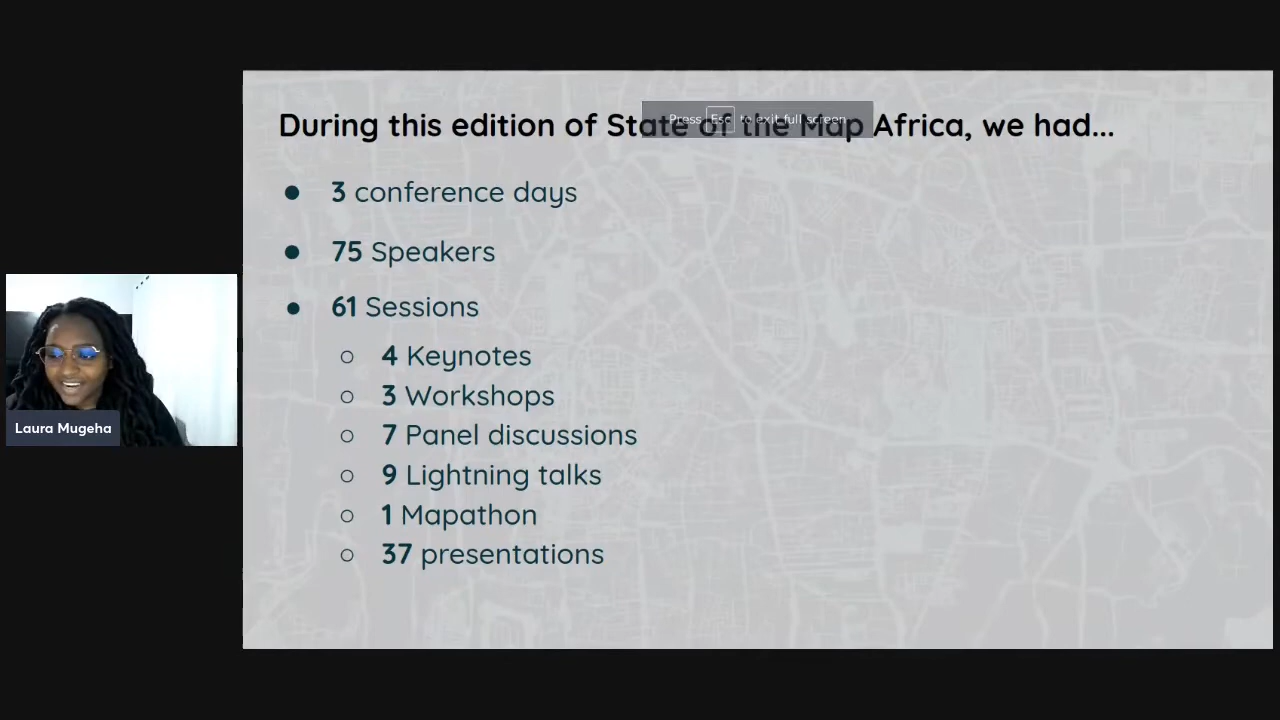 During this edition of State of the Map Africa, we had...
Press Esc to exit full screen
● 3 conference days
● 75 Speakers
● 61 Sessions
○ 4 Keynotes
○ 3 Workshops
○ 7 Panel discussions
○ 9 Lightning talks
○ 1 Mapathon
○ 37 presentations
Laura Mugeha